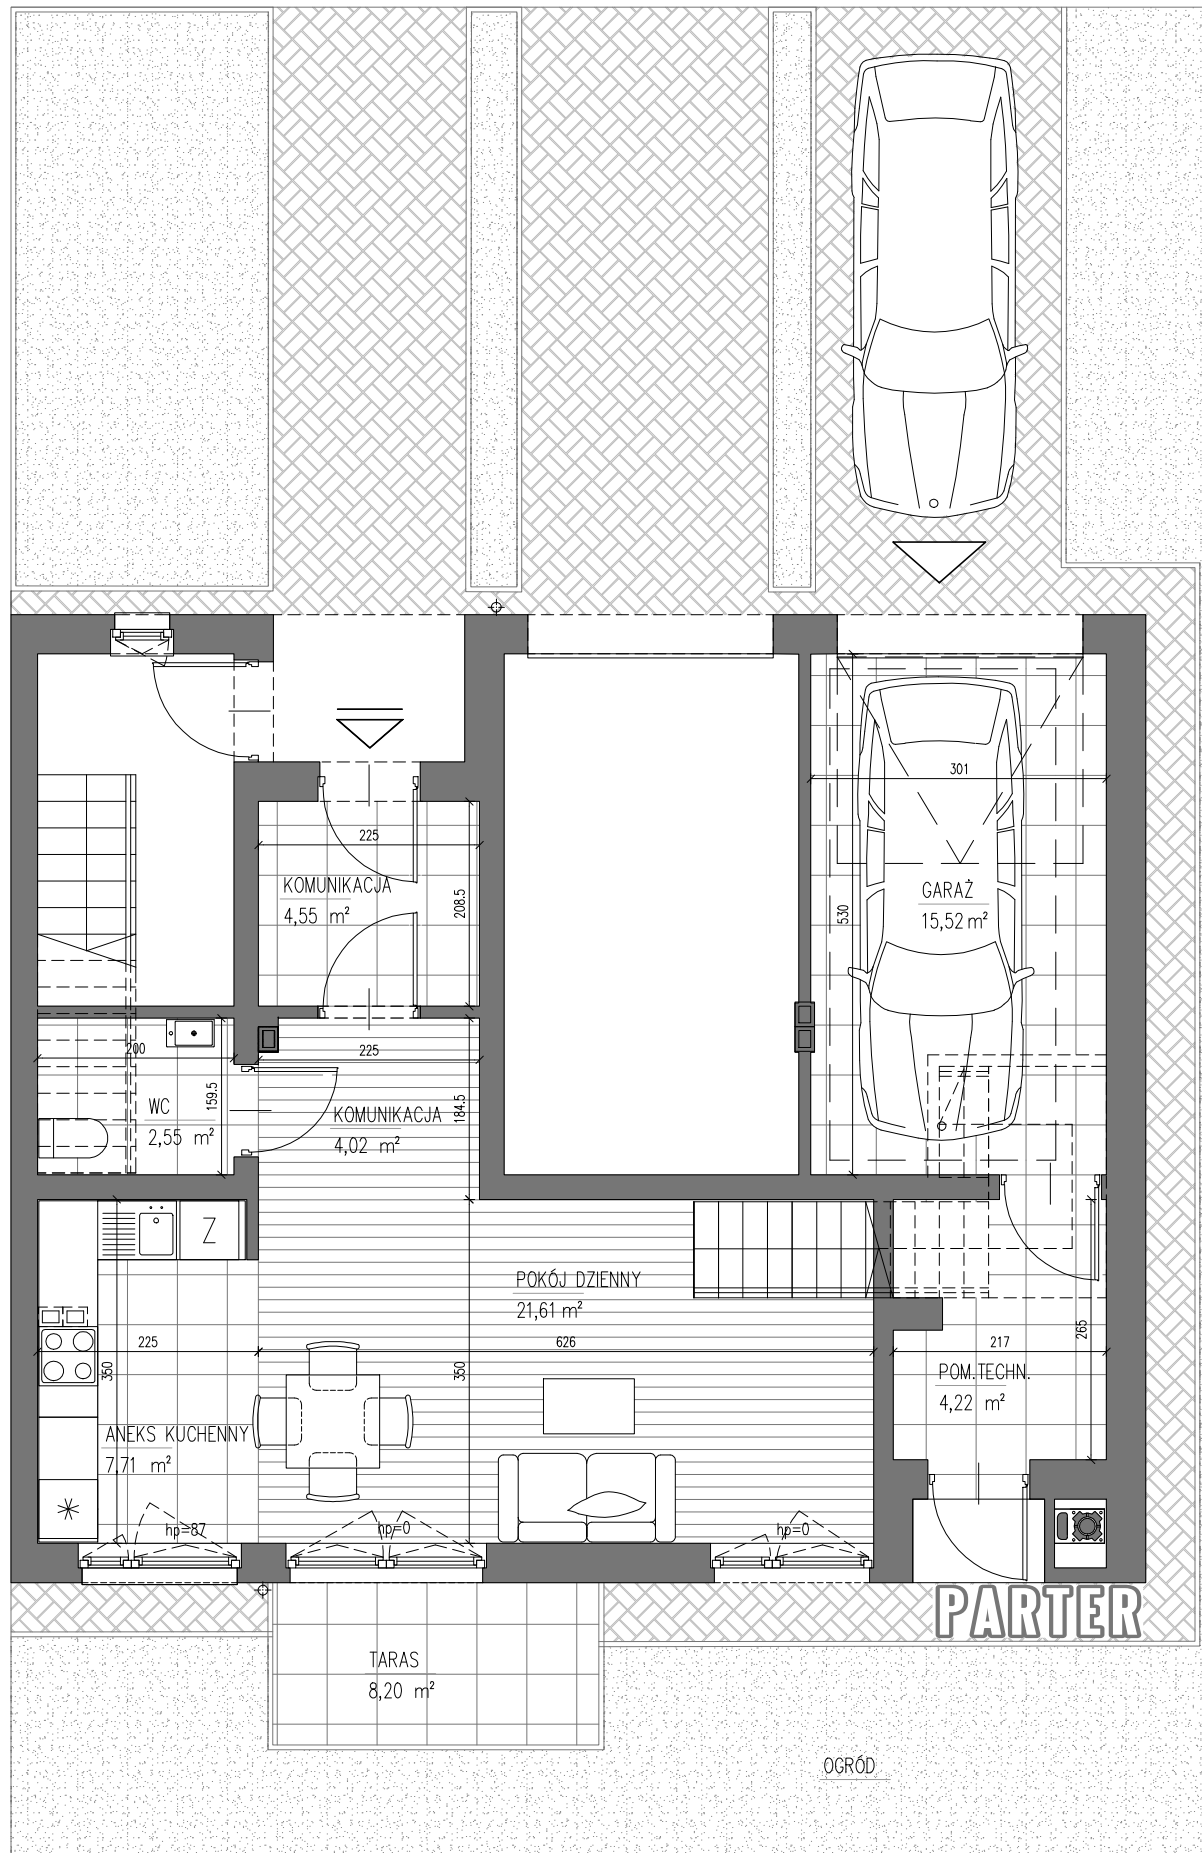 301
225
KOMUNIKACJA
4,55 m²
208.5
GARAŻ
15,52 m²
530
200
225
159.5
WC
2,55 m²
KOMUNIKACJA
4,02 m²
184.5
Z
POKÓJ DZIENNY
21,61 m²
225
350
626
350
217
265
POM.TECHN.
4,22 m²
ANEKS KUCHENNY
7,71 m²
hp=87
hp=0
hp=0
PARTER
TARAS
8,20 m²
OGRÓD